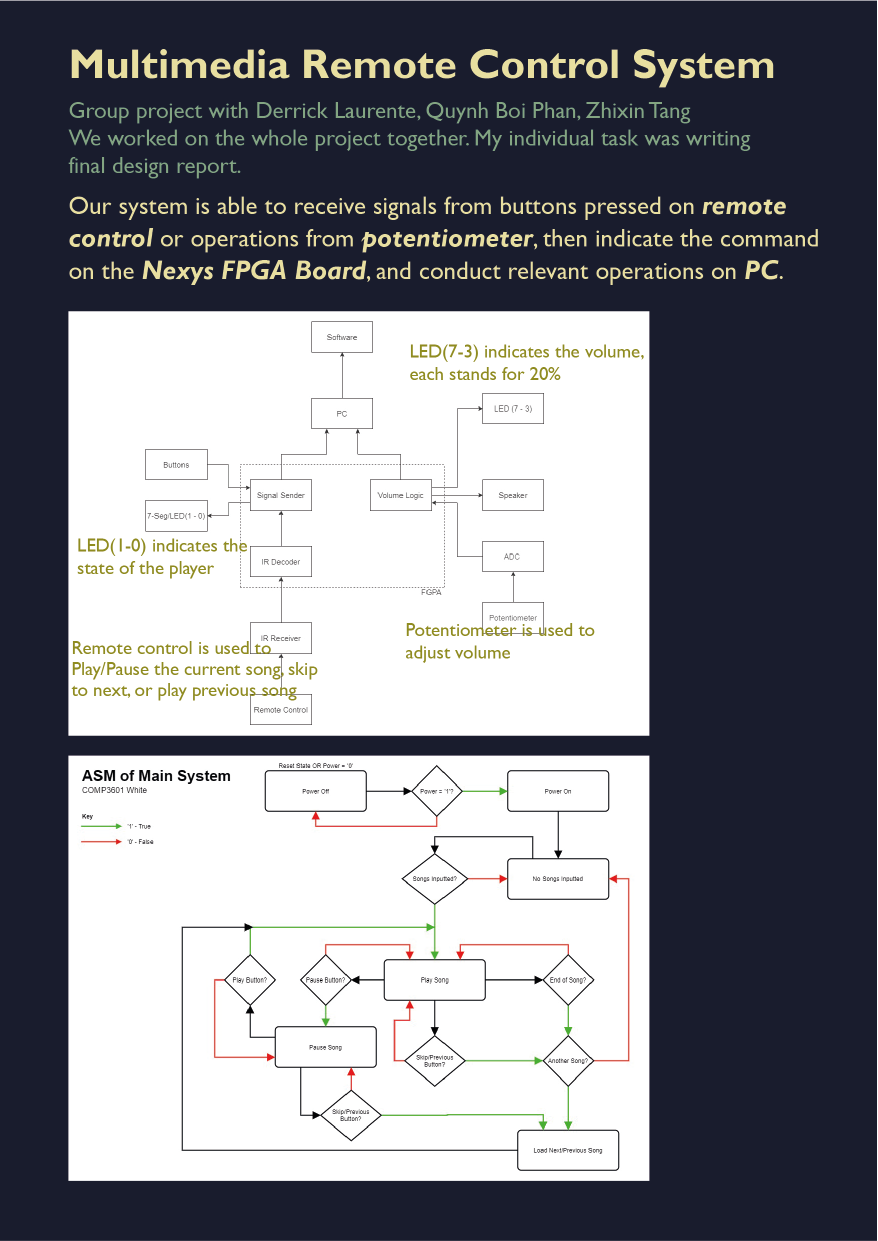 Multimedia Remote Control System
Group project with Derrick Laurente, Quynh Boi Phan, Zhixin Tang
We worked on the whole project together. My individual task was writing
final design report.
Our system is able to receive signals from buttons pressed on remote
control or operations from potentiometer, then indicate the command
on the Nexys FPGA Board, and conduct relevant operations on PC.
Software
LED(7-3) indicates the volume,
each stands for 20%
PC
LED (7 - 3)
Buttons
Signal Sender
Volume Logic
Speaker
7-Seg/LED(1 - 0)
LED(1-0) indicates the
state of the player
IR Decoder
ADC
FGPA
Potentiometer
Potentiometer is used to
adjust volume
IR Receiver
Remote control is used to
Play/Pause the current song, skip
to next, or play previous song
Remote Control
ASM of Main System
COMP3601 White
Key
'1' - True
'0' - False
Reset State OR Power = '0'
Power Off
Power = '1'?
Power On
Songs Inputted?
No Songs Inputted
Play Button?
Pause Button?
Play Song
End of Song?
Pause Song
Skip/Previous
Button?
Another Song?
Skip/Previous
Button?
Load Next/Previous Song